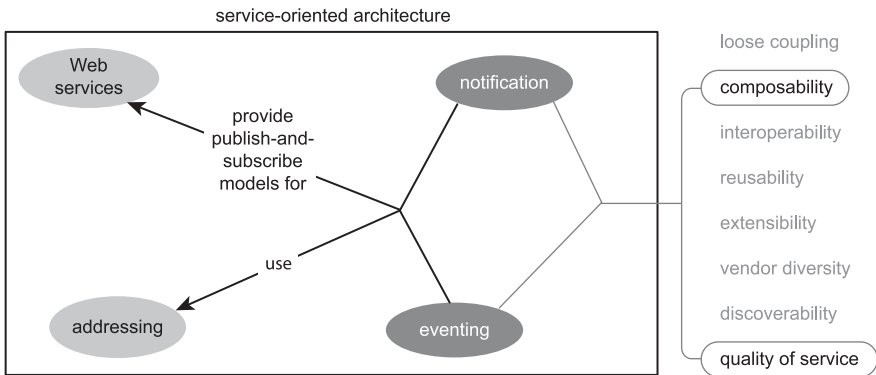 service-oriented architecture
Web
services
notification
provide
publish-and-
subscribe
models for
use
addressing
eventing
loose coupling
composability
interoperability
reusability
extensibility
vendor diversity
discoverability
quality of service